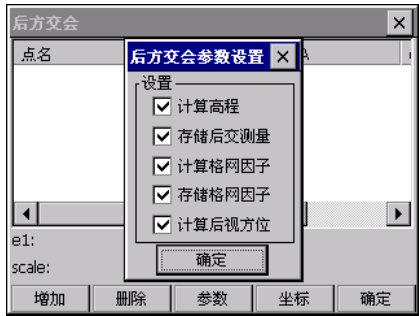 后方交会
点名
后方交会参数设置
设置
计算高程
存储后交测量
计算格网因子
存储格网因子
计算后视方位
确定
e1:
scale:
增加 删除 参数 坐标 确定